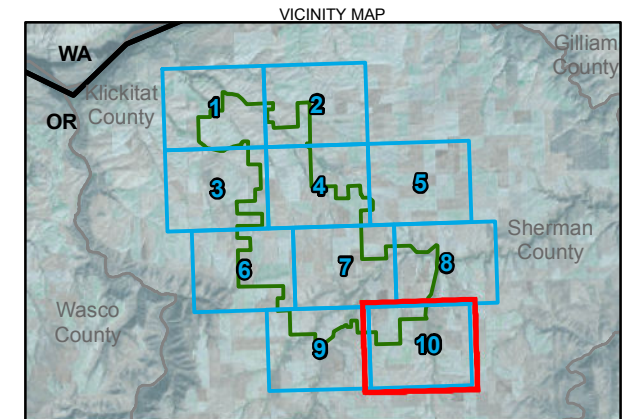 VICINITY MAP
WA
Gilliam
County
Klickitat
County
OR
1
2
3
4
5
Sherman
County
6
7
8
Wasco
County
9
10